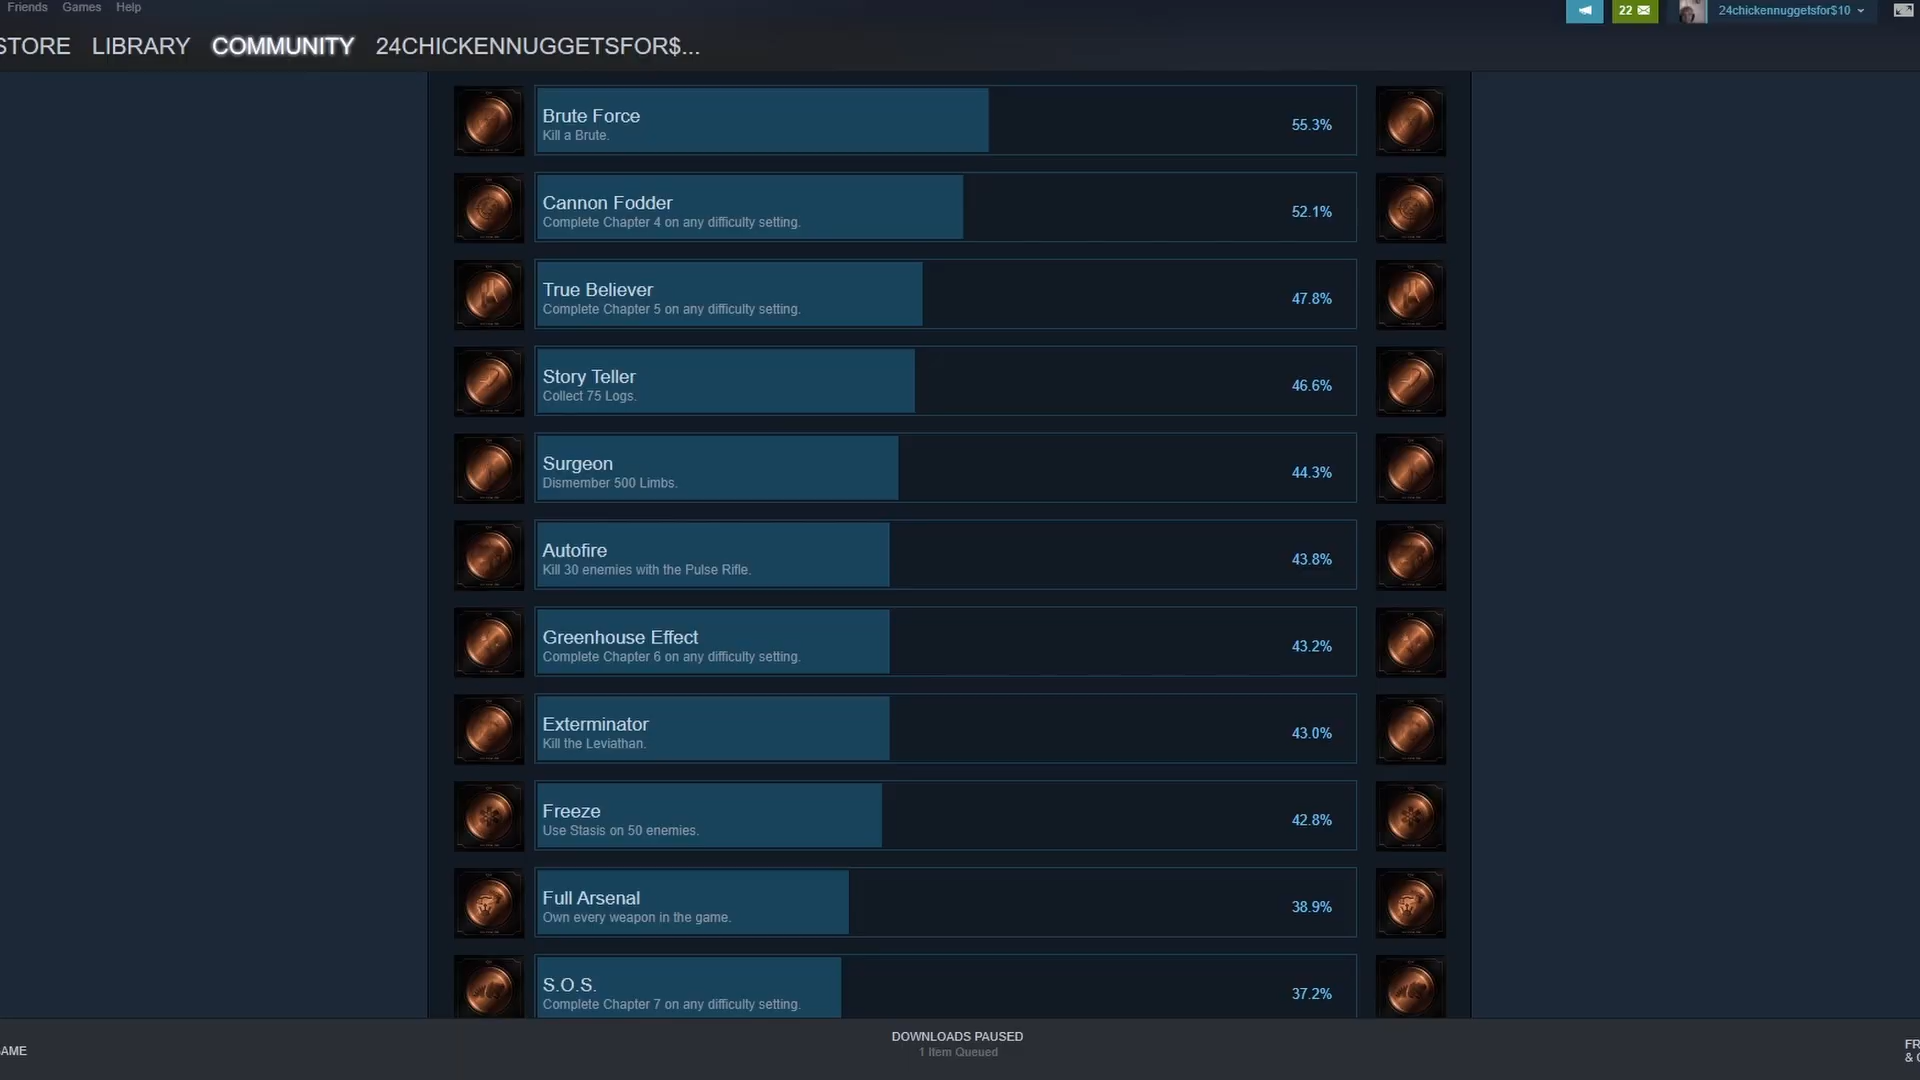 Friends Games Help
22
24chickennuggetsfor$10
STORE LIBRARY COMMUNITY 24CHICKENNUGGETSFOR$...
Brute Force
Kill a Brute.
55.3%
Cannon Fodder
Complete Chapter 4 on any difficulty setting.
52.1%
True Believer
Complete Chapter 5 on any difficulty setting.
47.8%
Story Teller
Collect 75 Logs.
46.6%
Surgeon
Dismember 500 Limbs.
44.3%
Autofire
Kill 30 enemies with the Pulse Rifle.
43.8%
Greenhouse Effect
Complete Chapter 6 on any difficulty setting.
43.2%
Exterminator
Kill the Leviathan.
43.0%
Freeze
Use Stasis on 50 enemies.
42.8%
Full Arsenal
Own every weapon in the game.
38.9%
S.O.S.
Complete Chapter 7 on any difficulty setting.
37.2%
DOWNLOADS PAUSED
1 Item Queued
AME
FR
& C